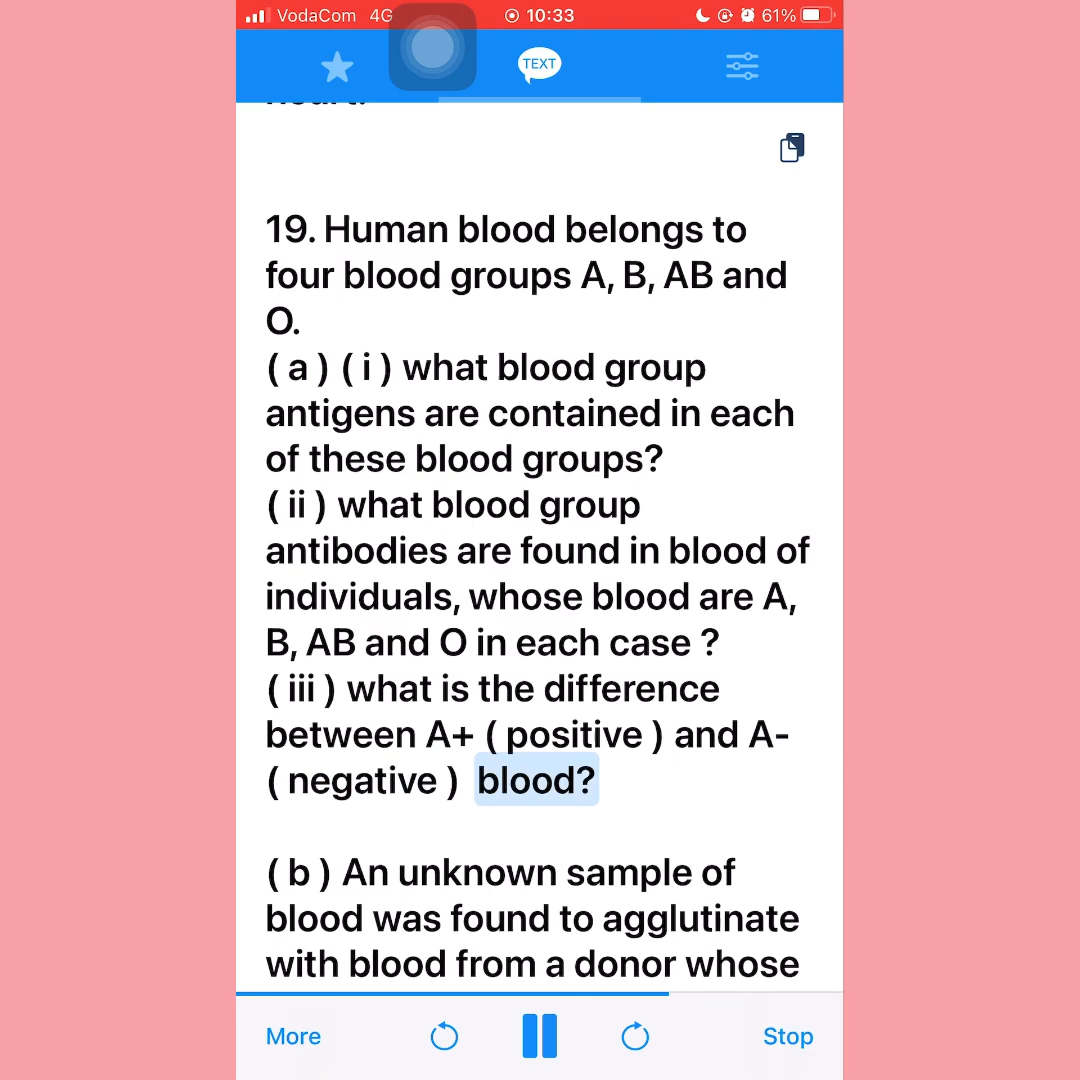 VodaCom 4G 10:33 61%
TEXT
19. Human blood belongs to
four blood groups A, B, AB and
O.
( a ) ( i ) what blood group
antigens are contained in each
of these blood groups?
( ii ) what blood group
antibodies are found in blood of
individuals, whose blood are A,
B, AB and O in each case ?
( iii ) what is the difference
between A+ ( positive ) and A-
( negative ) blood?
( b ) An unknown sample of
blood was found to agglutinate
with blood from a donor whose
More Stop